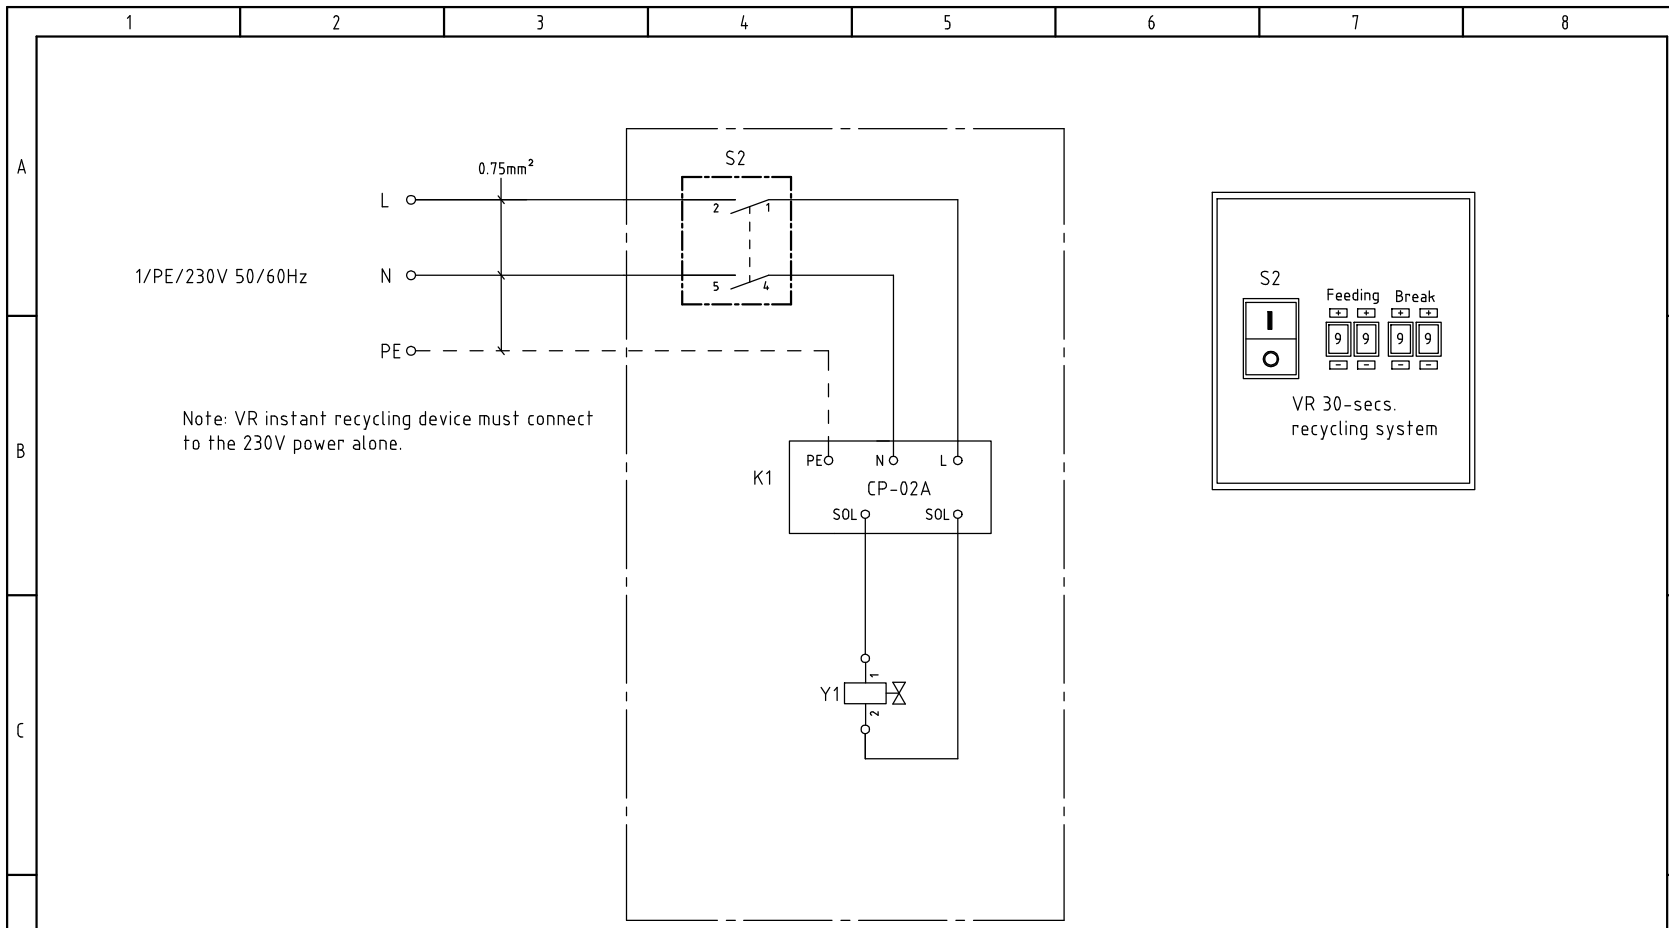 1 2 3 4 5 6 7 8
A
B
C
0.75mm²
S2
L
2 1
1/PE/230V 50/60Hz
N
5 4
PE
Note: VR instant recycling device must connect
to the 230V power alone.
K1
PE N L
CP-02A
SOL SOL
Y1
1
2
S2
Feeding Break
+ + + +
I
9 9 9 9
O
- - - -
VR 30-secs.
recycling system